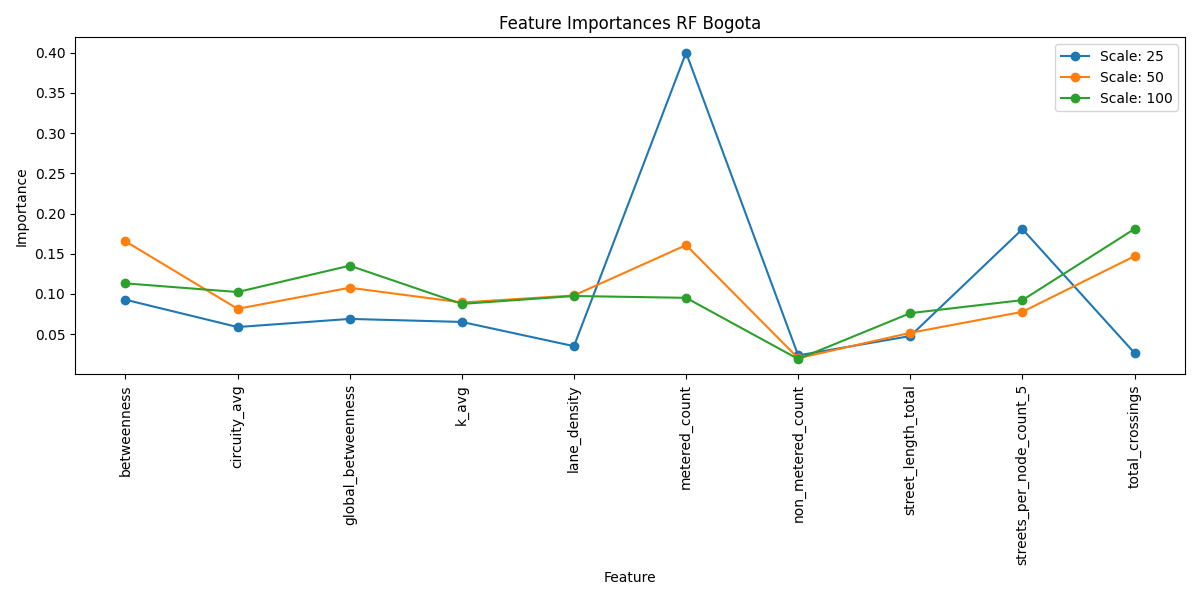 Feature Importances RF Bogota
Importance
0.40
0.35
0.30
0.25
0.20
0.15
0.10
0.05
Scale: 25
Scale: 50
Scale: 100
betweenness
circuity_avg
global_betweenness
k_avg
lane_density
metered_count
non_metered_count
street_length_total
streets_per_node_count_5
total_crossings
Feature